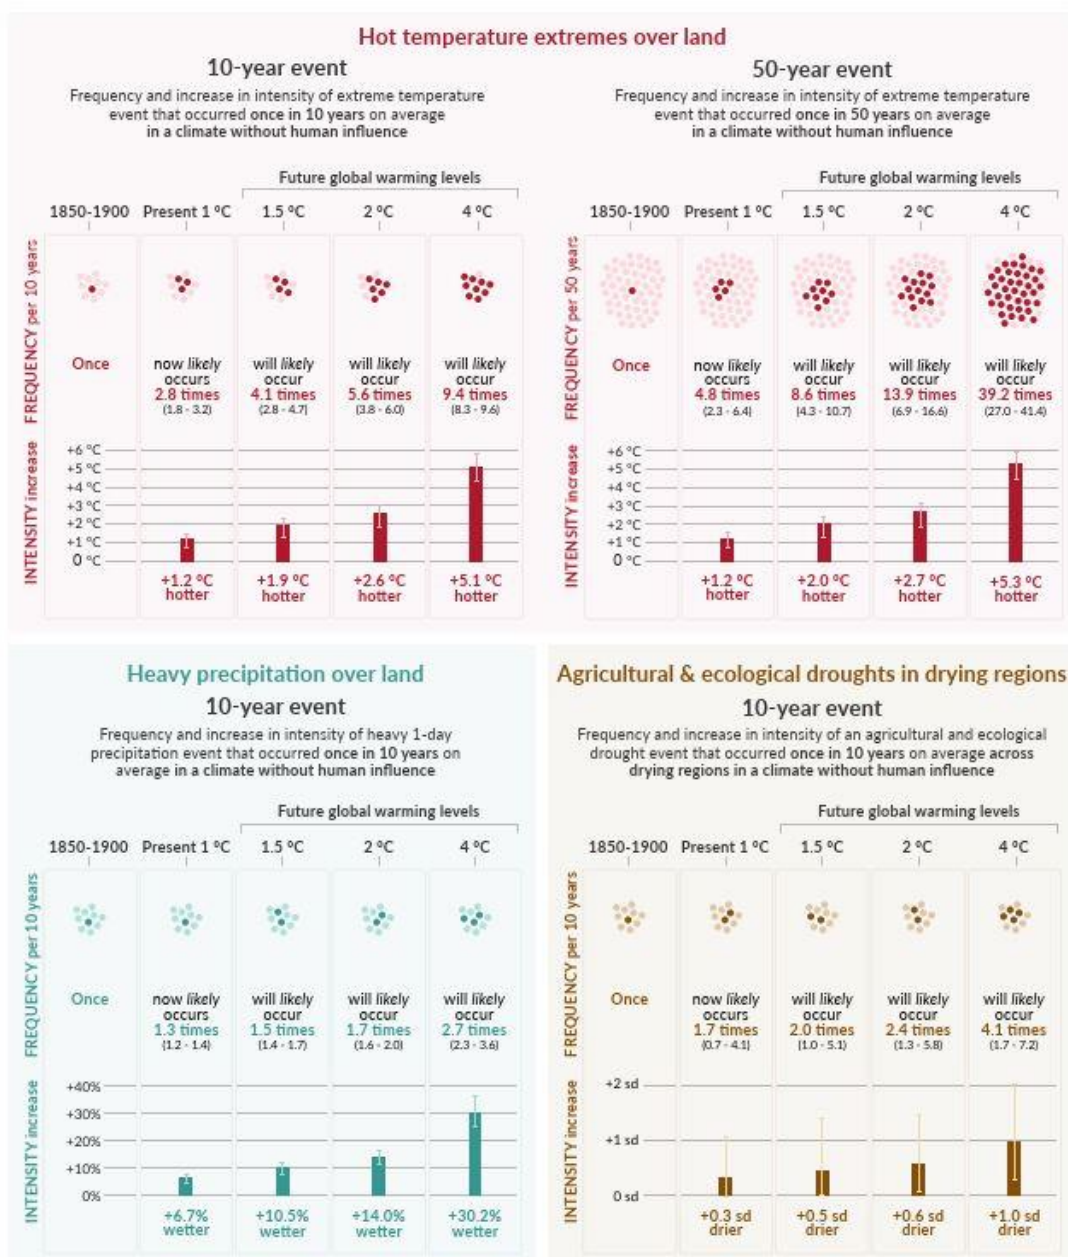 Hot temperature extremes over land
10-year event
Frequency and increase in intensity of extreme temperature
event that occurred once in 10 years on average
in a climate without human influence
Future global warming levels
1850-1900 Present 1 °C 1.5 °C 2 °C 4 °C
FREQUENCY per 10 years
Once
now likely occurs 2.8 times (1.8 - 3.2)
will likely occur 4.1 times (2.8 - 4.7)
will likely occur 5.6 times (3.8 - 6.0)
will likely occur 9.4 times (8.3 - 9.6)
INTENSITY increase
+6 °C
+5 °C
+4 °C
+3 °C
+2 °C
+1 °C
0 °C
+1.2 °C hotter
+1.9 °C hotter
+2.6 °C hotter
+5.1 °C hotter
50-year event
Frequency and increase in intensity of extreme temperature
event that occurred once in 50 years on average
in a climate without human influence
Future global warming levels
1850-1900 Present 1 °C 1.5 °C 2 °C 4 °C
FREQUENCY per 50 years
Once
now likely occurs 4.8 times (2.3 - 6.4)
will likely occur 8.6 times (4.3 - 10.7)
will likely occur 13.9 times (6.9 - 16.6)
will likely occur 39.2 times (27.0 - 41.4)
INTENSITY increase
+6 °C
+5 °C
+4 °C
+3 °C
+2 °C
+1 °C
0 °C
+1.2 °C hotter
+2.0 °C hotter
+2.7 °C hotter
+5.3 °C hotter
Heavy precipitation over land
10-year event
Frequency and increase in intensity of heavy 1-day
precipitation event that occurred once in 10 years on
average in a climate without human influence
Future global warming levels
1850-1900 Present 1 °C 1.5 °C 2 °C 4 °C
FREQUENCY per 10 years
Once
now likely occurs 1.3 times (1.2 - 1.4)
will likely occur 1.5 times (1.4 - 1.7)
will likely occur 1.7 times (1.6 - 2.0)
will likely occur 2.7 times (2.3 - 3.6)
INTENSITY increase
+40%
+30%
+20%
+10%
0%
+6.7% wetter
+10.5% wetter
+14.0% wetter
+30.2% wetter
Agricultural & ecological droughts in drying regions
10-year event
Frequency and increase in intensity of an agricultural and ecological
drought event that occurred once in 10 years on average across
drying regions in a climate without human influence
Future global warming levels
1850-1900 Present 1 °C 1.5 °C 2 °C 4 °C
FREQUENCY per 10 years
Once
now likely occurs 1.7 times (0.7 - 4.1)
will likely occur 2.0 times (1.0 - 5.1)
will likely occur 2.4 times (1.3 - 5.8)
will likely occur 4.1 times (1.7 - 7.2)
INTENSITY increase
+2 sd
+1 sd
0 sd
+0.3 sd drier
+0.5 sd drier
+0.6 sd drier
+1.0 sd drier